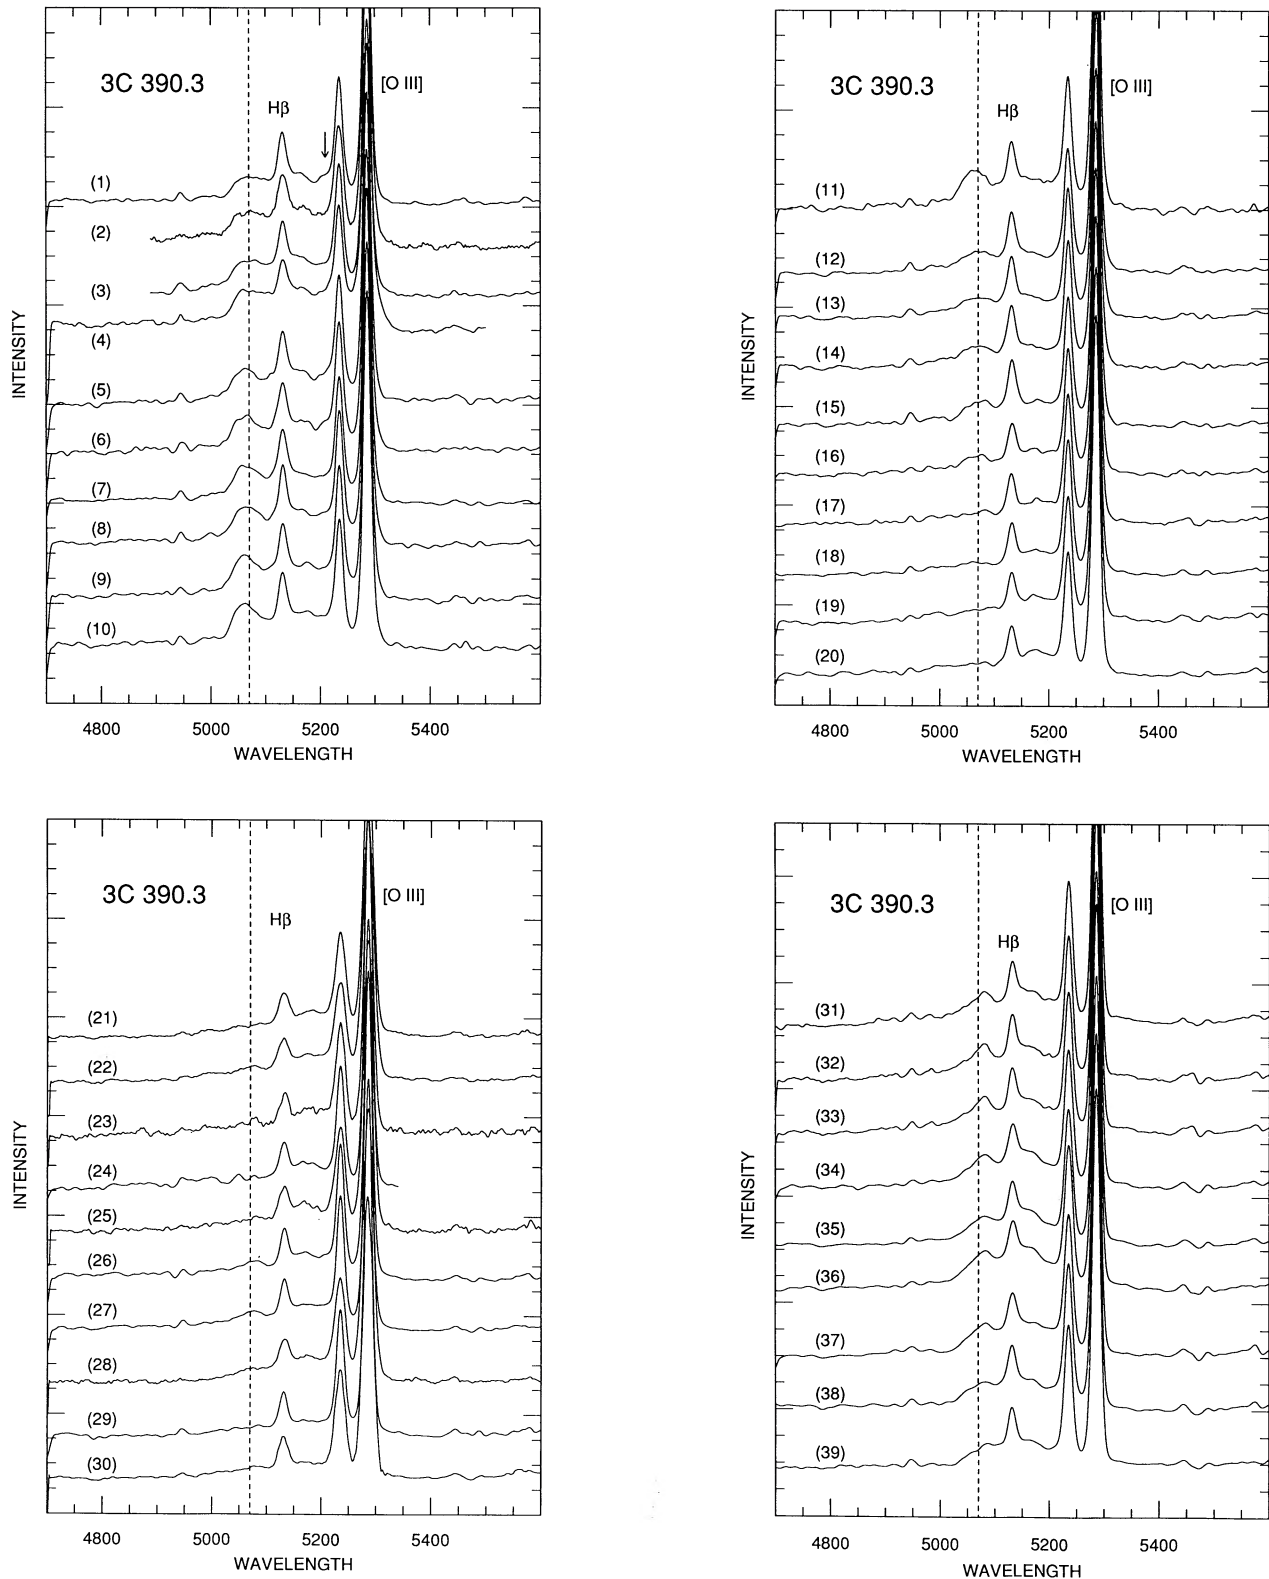 3C 390.3
Hβ
[O III]
(1)
(2)
(3)
(4)
(5)
(6)
(7)
(8)
(9)
(10)
INTENSITY
4800 5000 5200 5400
WAVELENGTH
3C 390.3
Hβ
[O III]
(11)
(12)
(13)
(14)
(15)
(16)
(17)
(18)
(19)
(20)
INTENSITY
4800 5000 5200 5400
WAVELENGTH
3C 390.3
Hβ
[O III]
(21)
(22)
(23)
(24)
(25)
(26)
(27)
(28)
(29)
(30)
INTENSITY
4800 5000 5200 5400
WAVELENGTH
3C 390.3
Hβ
[O III]
(31)
(32)
(33)
(34)
(35)
(36)
(37)
(38)
(39)
INTENSITY
4800 5000 5200 5400
WAVELENGTH